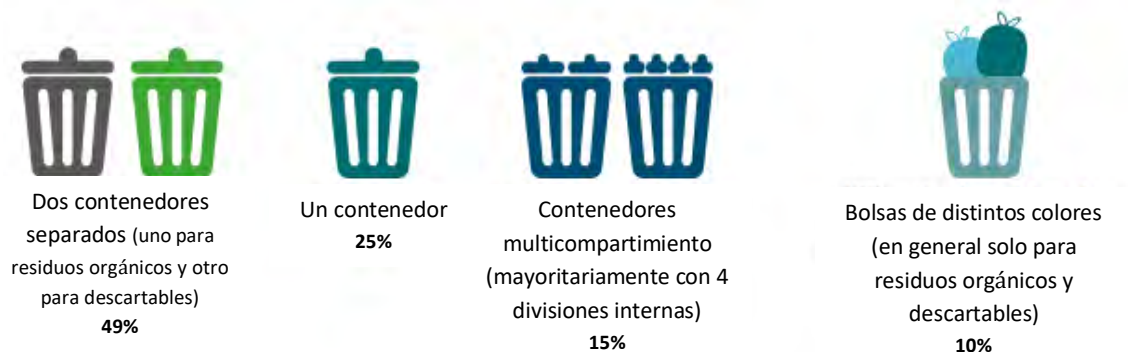 Dos contenedores
separados (uno para
residuos orgánicos y otro
para descartables)
49%
Un contenedor
25%
Contenedores
multicompartimiento
(mayoritariamente con 4
divisiones internas)
15%
Bolsas de distintos colores
(en general solo para
residuos orgánicos y
descartables)
10%